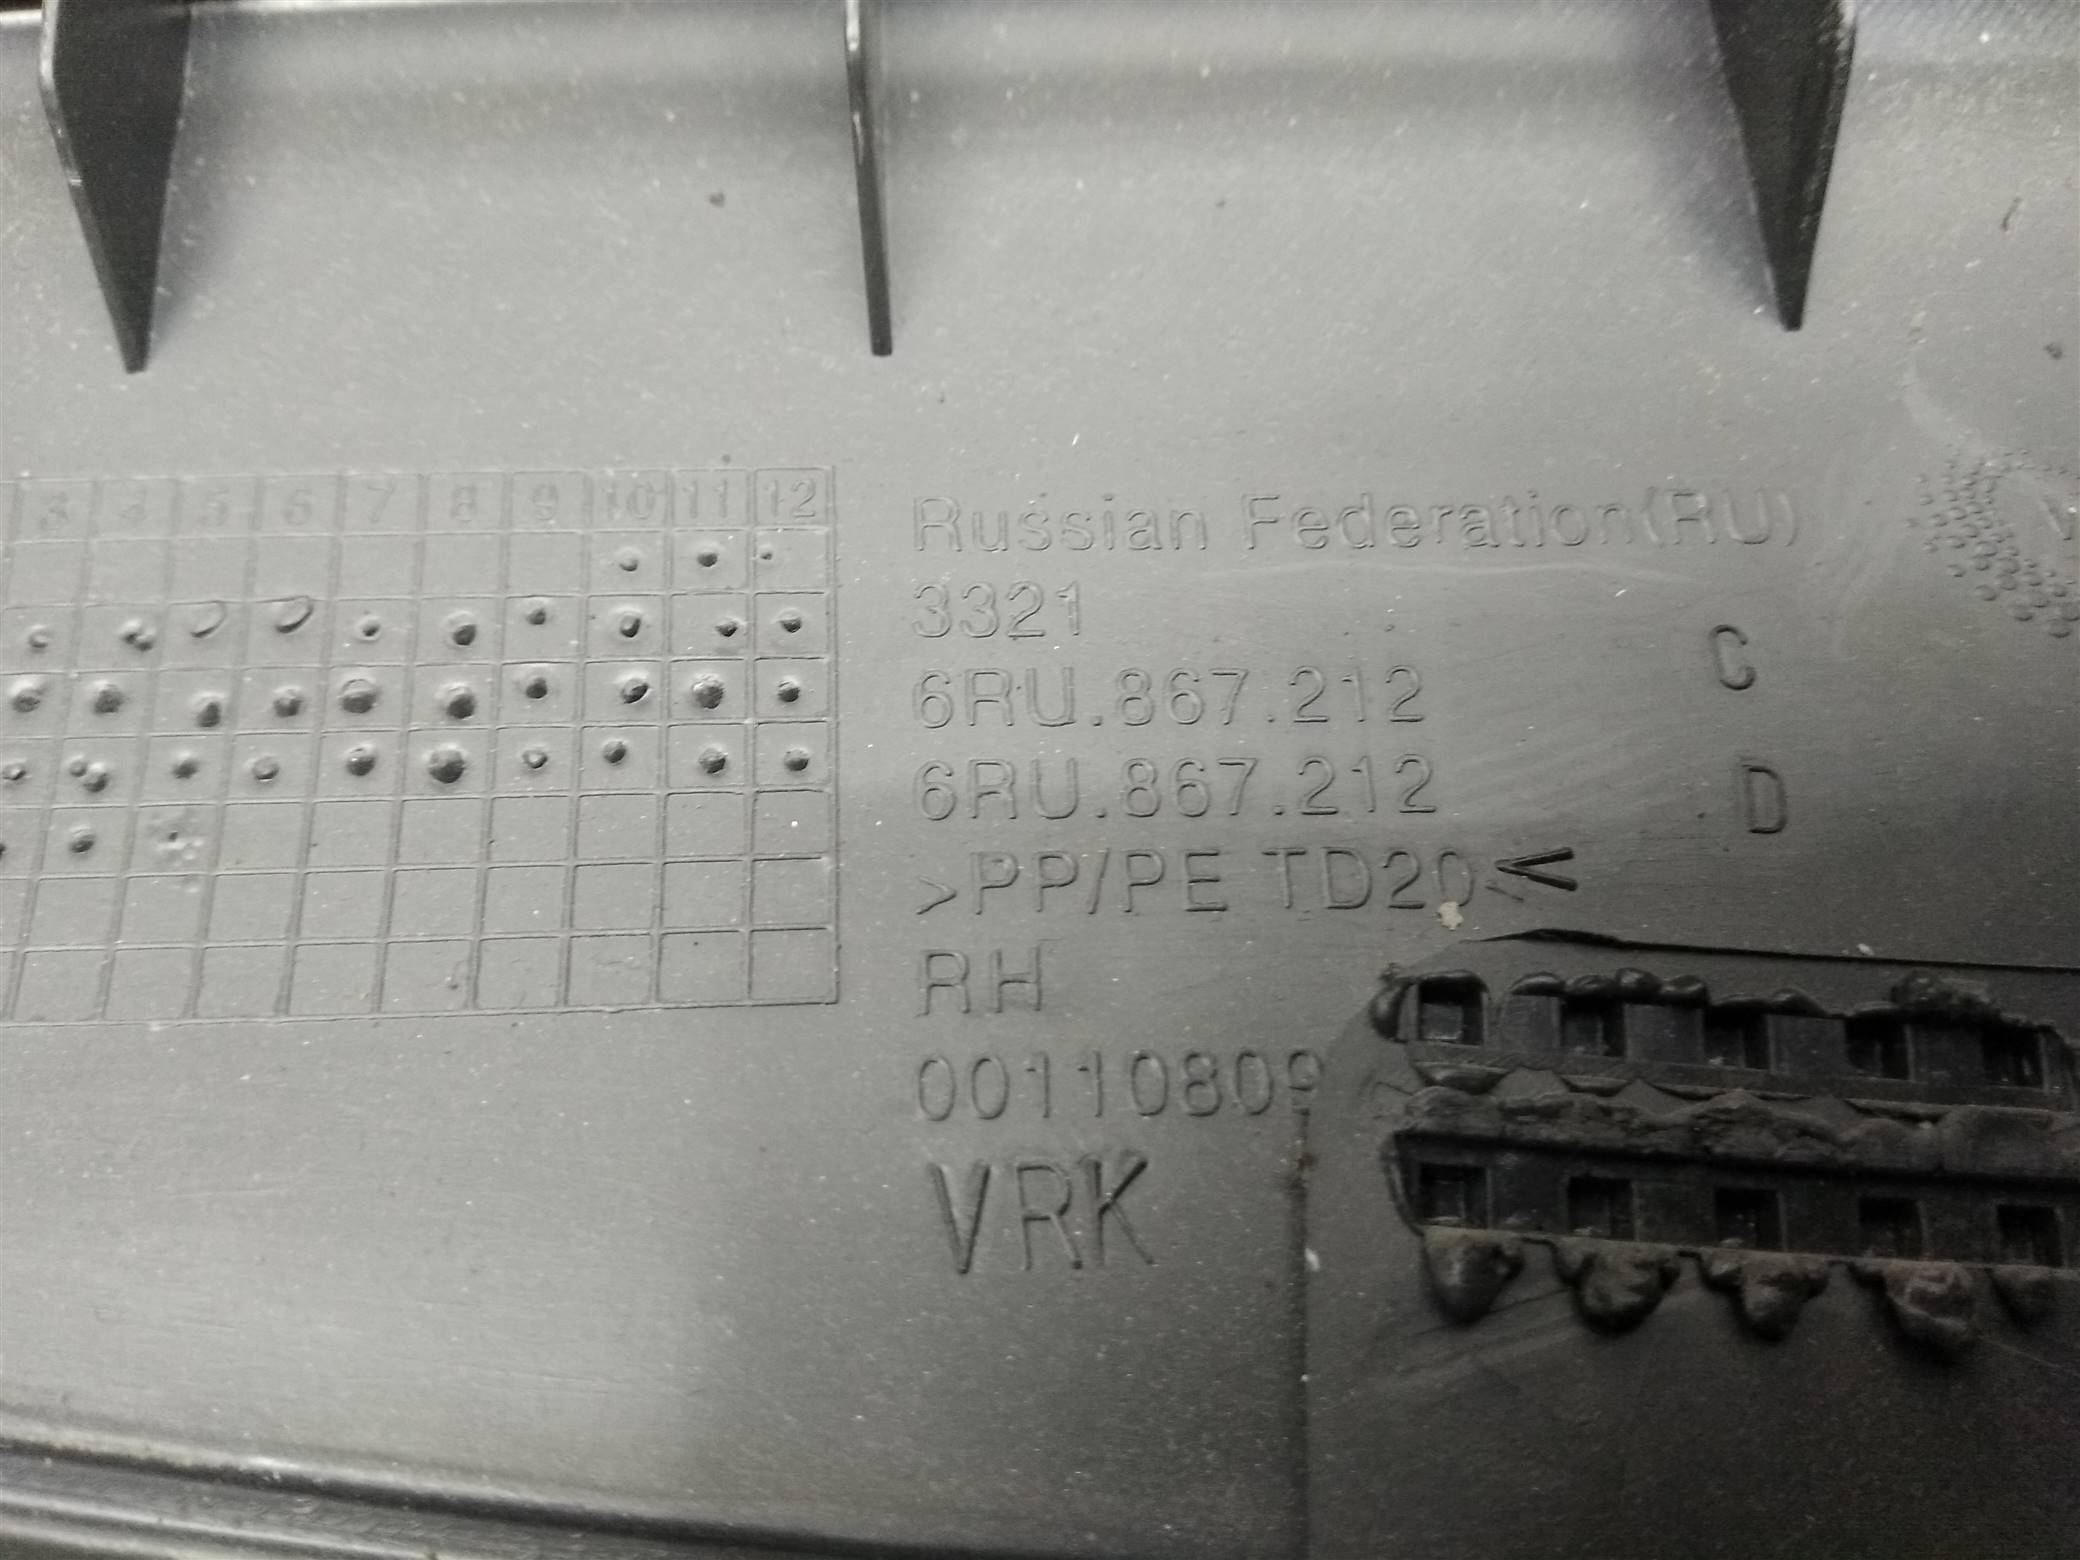 3 4 5 6 7 8 9 10 11 12
Russian Federation(RU)
3321
6RU.867.212 C
6RU.867.212 D
>PP/PE TD20<
RH
00110809
VRK